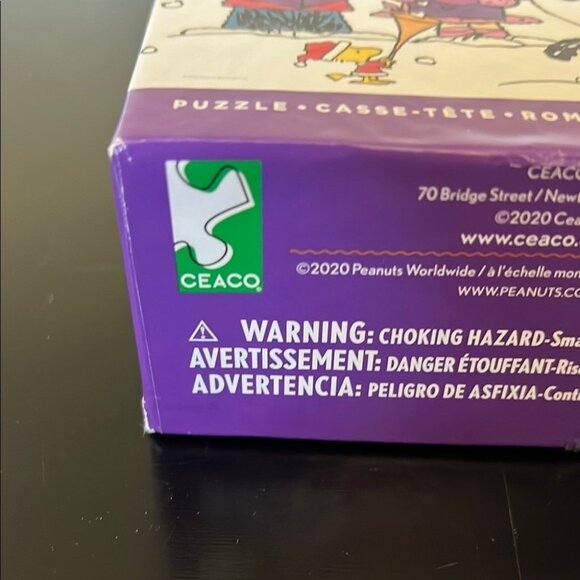 PUZZLE • CASSE-TÊTE • ROM
CEACO
70 Bridge Street / Newt
©2020 Cea
www.ceaco.
©2020 Peanuts Worldwide / à l'échelle mon
WWW.PEANUTS.CO
CEACO
WARNING: CHOKING HAZARD-Sma
AVERTISSEMENT: DANGER ÉTOUFFANT-Ris
ADVERTENCIA: PELIGRO DE ASFIXIA-Conti